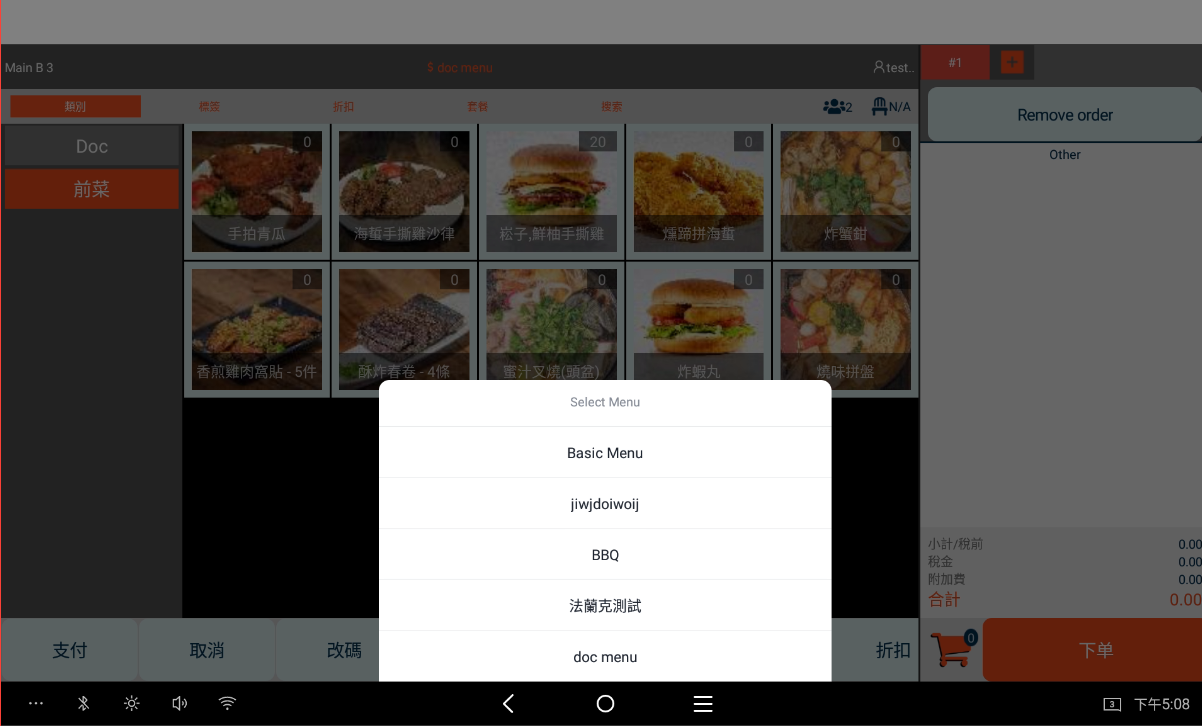 Main B 3
$ doc menu
test..
#1
+
類別
標簽
折扣
套餐
搜索
2
N/A
Remove order
Other
Doc
前菜
0
手拍青瓜
0
海蜇手撕雞沙律
20
崧子,鮮柚手撕雞
0
燻蹄拼海蜇
0
炸蟹鉗
0
香煎雞肉窩貼 - 5件
0
酥炸春卷 - 4條
0
蜜汁叉燒(頭盆)
0
炸蝦丸
0
燒味拼盤
Select Menu
Basic Menu
jiwjdoiwoij
BBQ
法蘭克測試
doc menu
小計/稅前 0.00
稅金 0.00
附加費 0.00
合計 0.00
支付
取消
改碼
折扣
0
下单
3
下午5:08